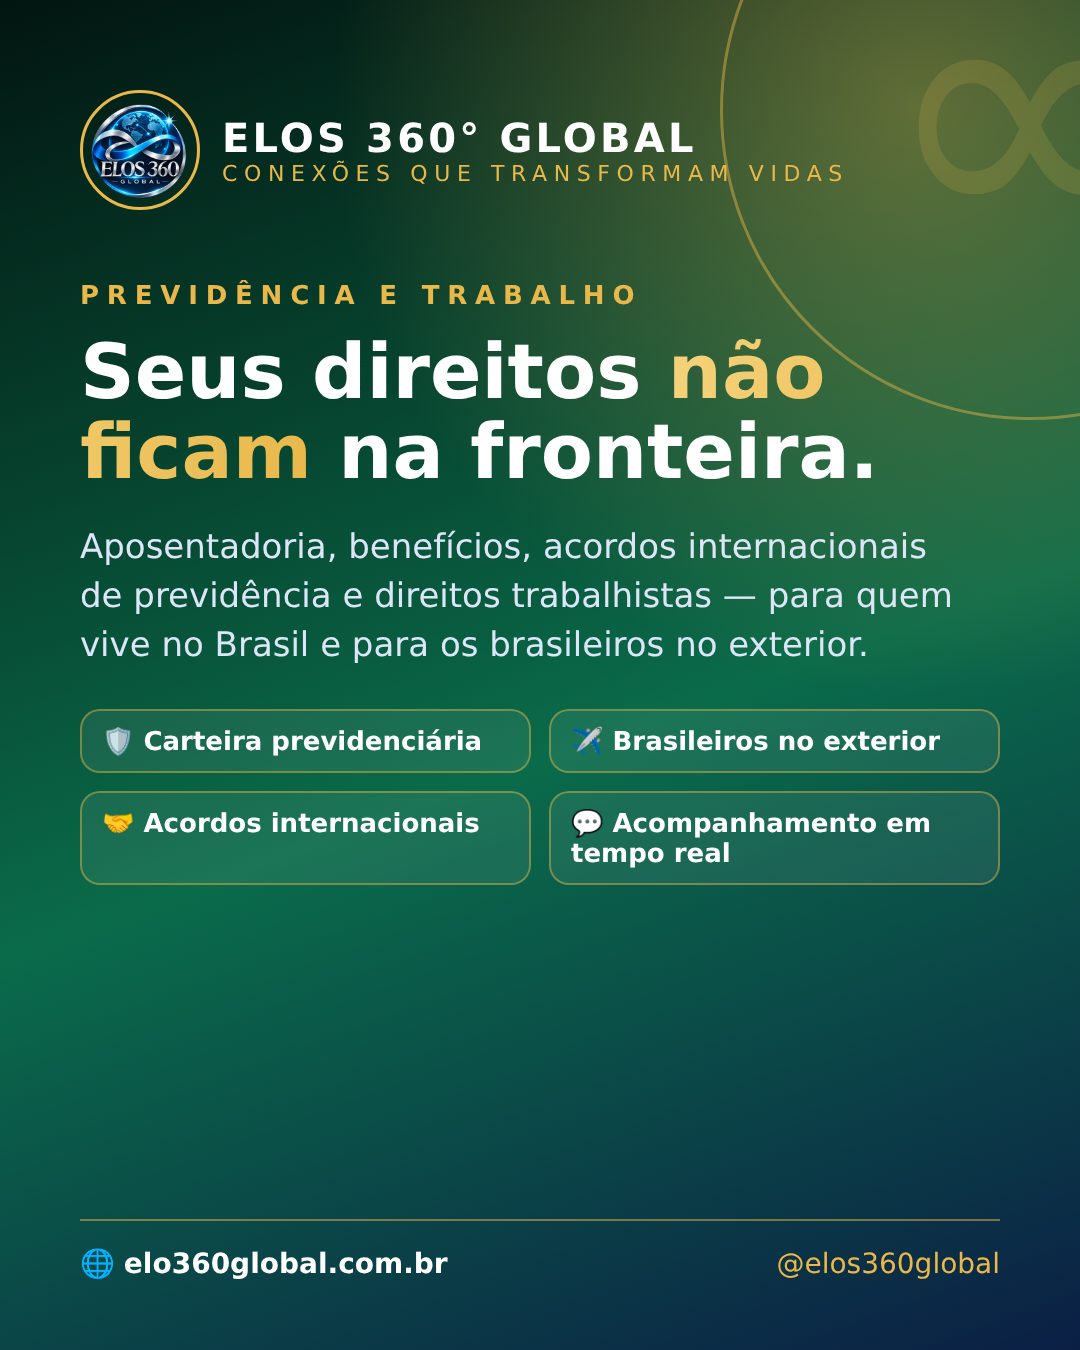 ELOS 360
GLOBAL
ELOS 360° GLOBAL
CONEXÕES QUE TRANSFORMAM VIDAS
PREVIDÊNCIA E TRABALHO
Seus direitos não
ficam na fronteira.
Aposentadoria, benefícios, acordos internacionais
de previdência e direitos trabalhistas — para quem
vive no Brasil e para os brasileiros no exterior.
🛡️ Carteira previdenciária
✈️ Brasileiros no exterior
🤝 Acordos internacionais
💬 Acompanhamento em
tempo real
🌐 elo360global.com.br
@elos360global